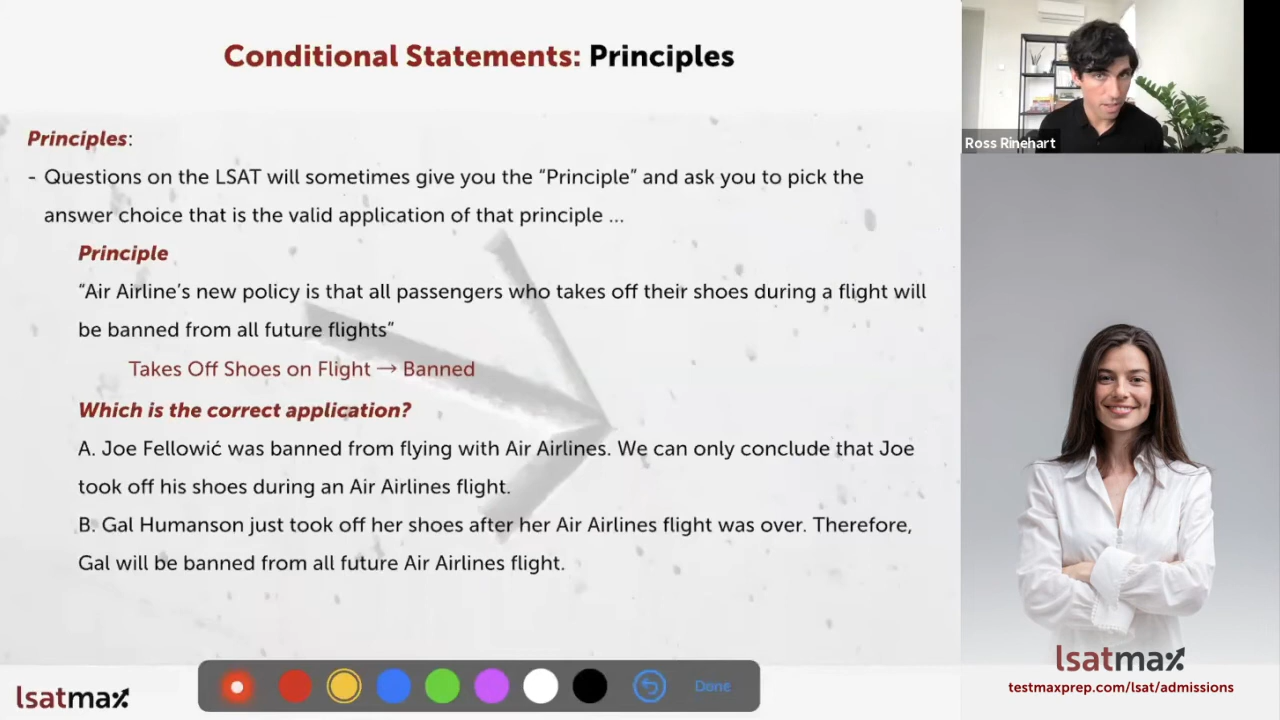 Conditional Statements: Principles
Principles:
- Questions on the LSAT will sometimes give you the “Principle” and ask you to pick the
answer choice that is the valid application of that principle ...
Principle
“Air Airline’s new policy is that all passengers who takes off their shoes during a flight will
be banned from all future flights”
Takes Off Shoes on Flight → Banned
Which is the correct application?
A. Joe Fellowić was banned from flying with Air Airlines. We can only conclude that Joe
took off his shoes during an Air Airlines flight.
B. Gal Humanson just took off her shoes after her Air Airlines flight was over. Therefore,
Gal will be banned from all future Air Airlines flight.
Done
lsatmax
Ross Rinehart
lsatmax
testmaxprep.com/lsat/admissions